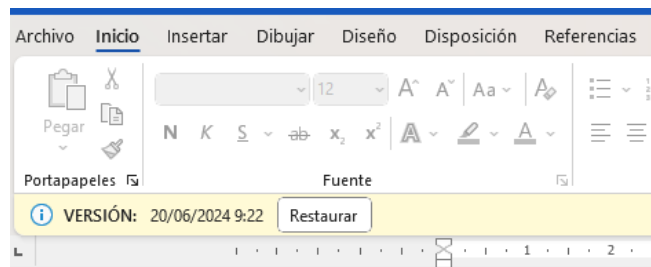 Archivo Inicio Insertar Dibujar Diseño Disposición Referencias
12 A A Aa A
Pegar
N K S ab x₂ x² A A
Portapapeles Fuente
VERSIÓN: 20/06/2024 9:22 Restaurar
1 2